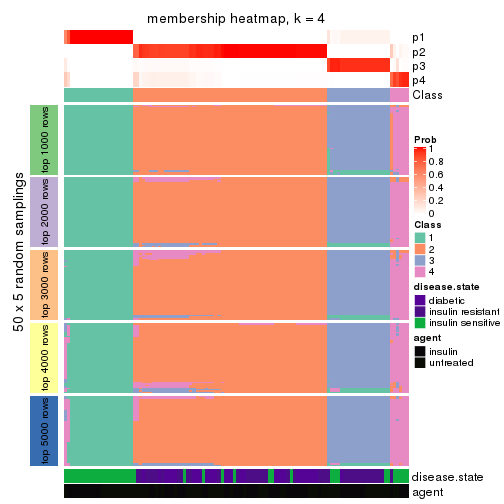 membership heatmap, k = 4
p1
p2
p3
p4
Class
50 x 5 random samplings
top 1000 rows
top 2000 rows
top 3000 rows
top 4000 rows
top 5000 rows
disease.state
agent
Prob
1
0.8
0.6
0.4
0.2
0
Class
1
2
3
4
disease.state
diabetic
insulin resistant
insulin sensitive
agent
insulin
untreated